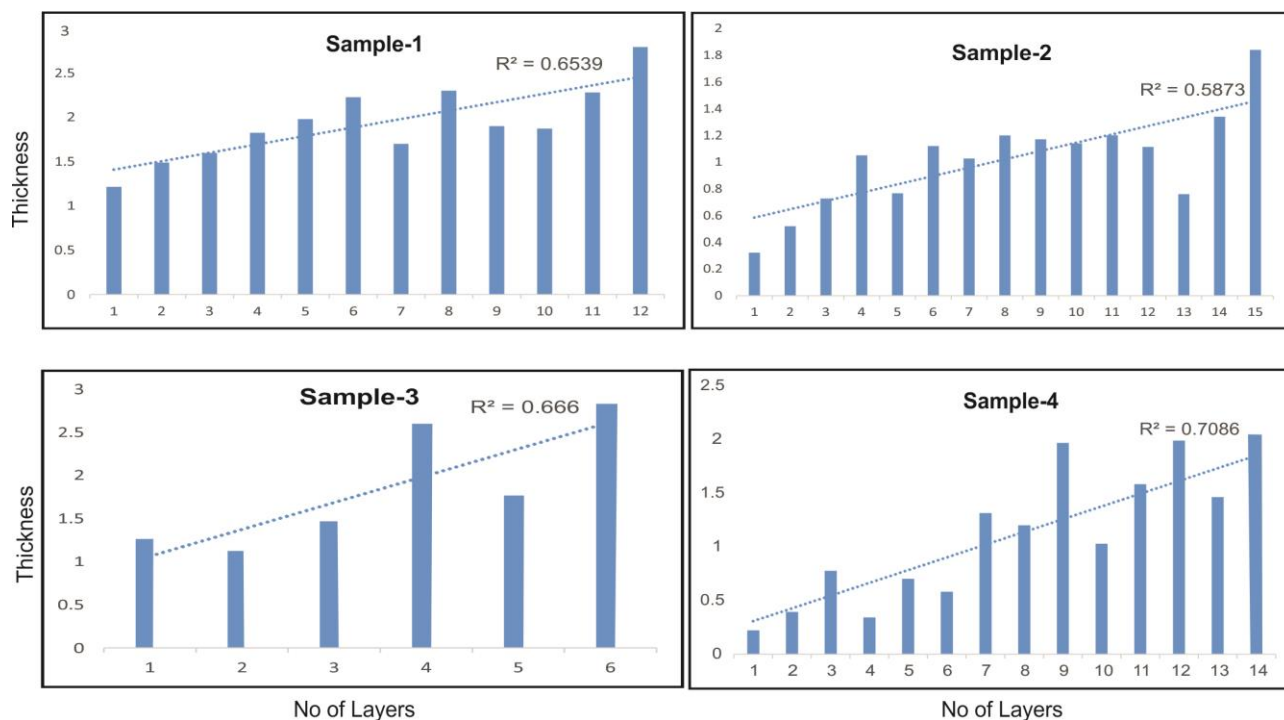 Sample-1
R² = 0.6539
Thickness
3
2.5
2
1.5
1
0.5
0
1 2 3 4 5 6 7 8 9 10 11 12
Sample-2
R² = 0.5873
2
1.8
1.6
1.4
1.2
1
0.8
0.6
0.4
0.2
0
1 2 3 4 5 6 7 8 9 10 11 12 13 14 15
Sample-3
R² = 0.666
Thickness
3
2.5
2
1.5
1
0.5
0
1 2 3 4 5 6
No of Layers
Sample-4
R² = 0.7086
2.5
2
1.5
1
0.5
0
1 2 3 4 5 6 7 8 9 10 11 12 13 14
No of Layers